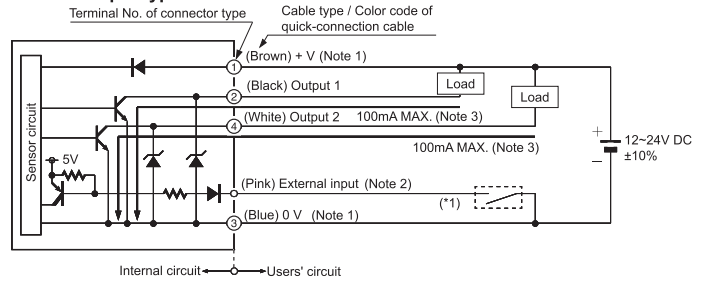 Terminal No. of connector type
Cable type / Color code of
quick-connection cable
(Brown) + V (Note 1)
1
(Black) Output 1
2
Load
Load
(White) Output 2
4
100mA MAX. (Note 3)
100mA MAX. (Note 3)
Sensor circuit
5V
+
12~24V DC
−
±10%
(Pink) External input (Note 2)
(*1)
(Blue) 0 V (Note 1)
3
Internal circuit
Users' circuit